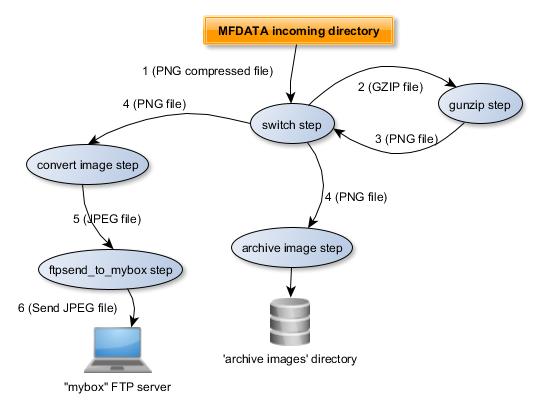 MFDATA incoming directory
1 (PNG compressed file)
2 (GZIP file)
4 (PNG file)
gunzip step
switch step
3 (PNG file)
convert image step
4 (PNG file)
5 (JPEG file)
archive image step
ftpsend_to_mybox step
6 (Send JPEG file)
'archive images' directory
"mybox" FTP server